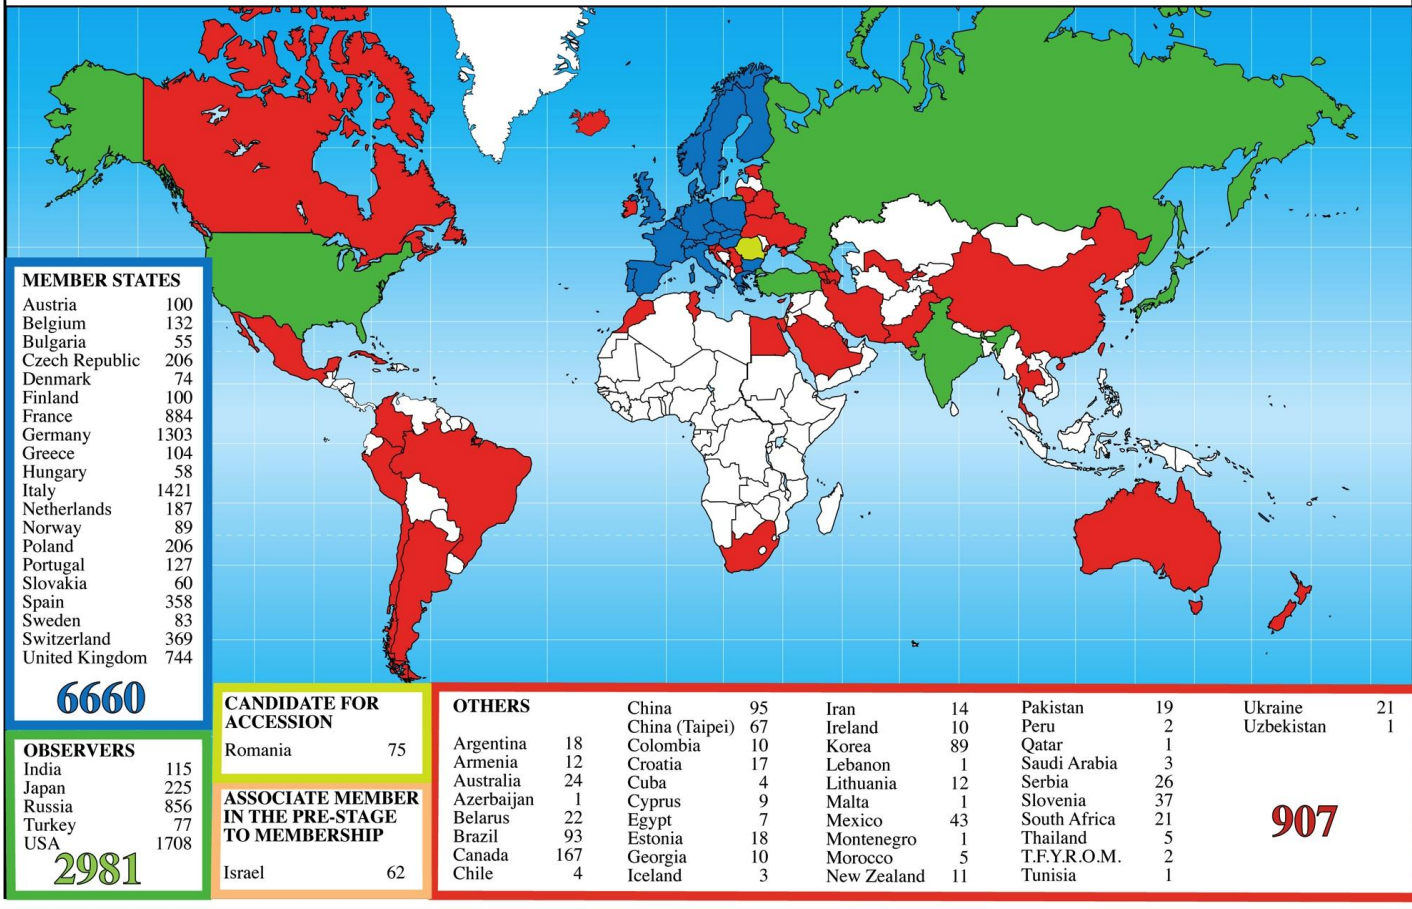 MEMBER STATES
Austria 100
Belgium 132
Bulgaria 55
Czech Republic 206
Denmark 74
Finland 100
France 884
Germany 1303
Greece 104
Hungary 58
Italy 1421
Netherlands 187
Norway 89
Poland 206
Portugal 127
Slovakia 60
Spain 358
Sweden 83
Switzerland 369
United Kingdom 744
6660
OBSERVERS
India 115
Japan 225
Russia 856
Turkey 77
USA 1708
2981
CANDIDATE FOR
ACCESSION
Romania 75
ASSOCIATE MEMBER
IN THE PRE-STAGE
TO MEMBERSHIP
Israel 62
OTHERS
Argentina 18
Armenia 12
Australia 24
Azerbaijan 1
Belarus 22
Brazil 93
Canada 167
Chile 4
China 95
China (Taipei) 67
Colombia 10
Croatia 17
Cuba 4
Cyprus 9
Egypt 7
Estonia 18
Georgia 10
Iceland 3
Iran 14
Ireland 10
Korea 89
Lebanon 1
Lithuania 12
Malta 1
Mexico 43
Montenegro 1
Morocco 5
New Zealand 11
Pakistan 19
Peru 2
Qatar 1
Saudi Arabia 3
Serbia 26
Slovenia 37
South Africa 21
Thailand 5
T.F.Y.R.O.M. 2
Tunisia 1
Ukraine 21
Uzbekistan 1
907